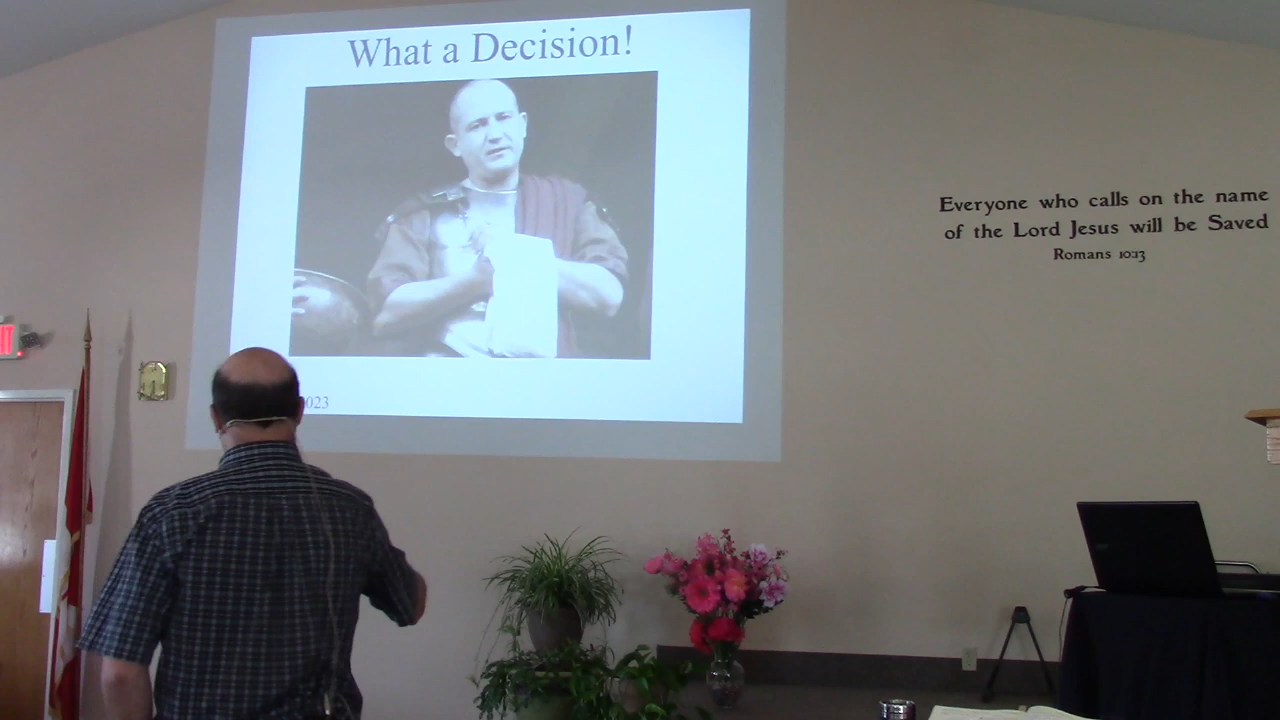 What a Decision!
Everyone who calls on the name
of the Lord Jesus will be Saved
Romans 10:13
023